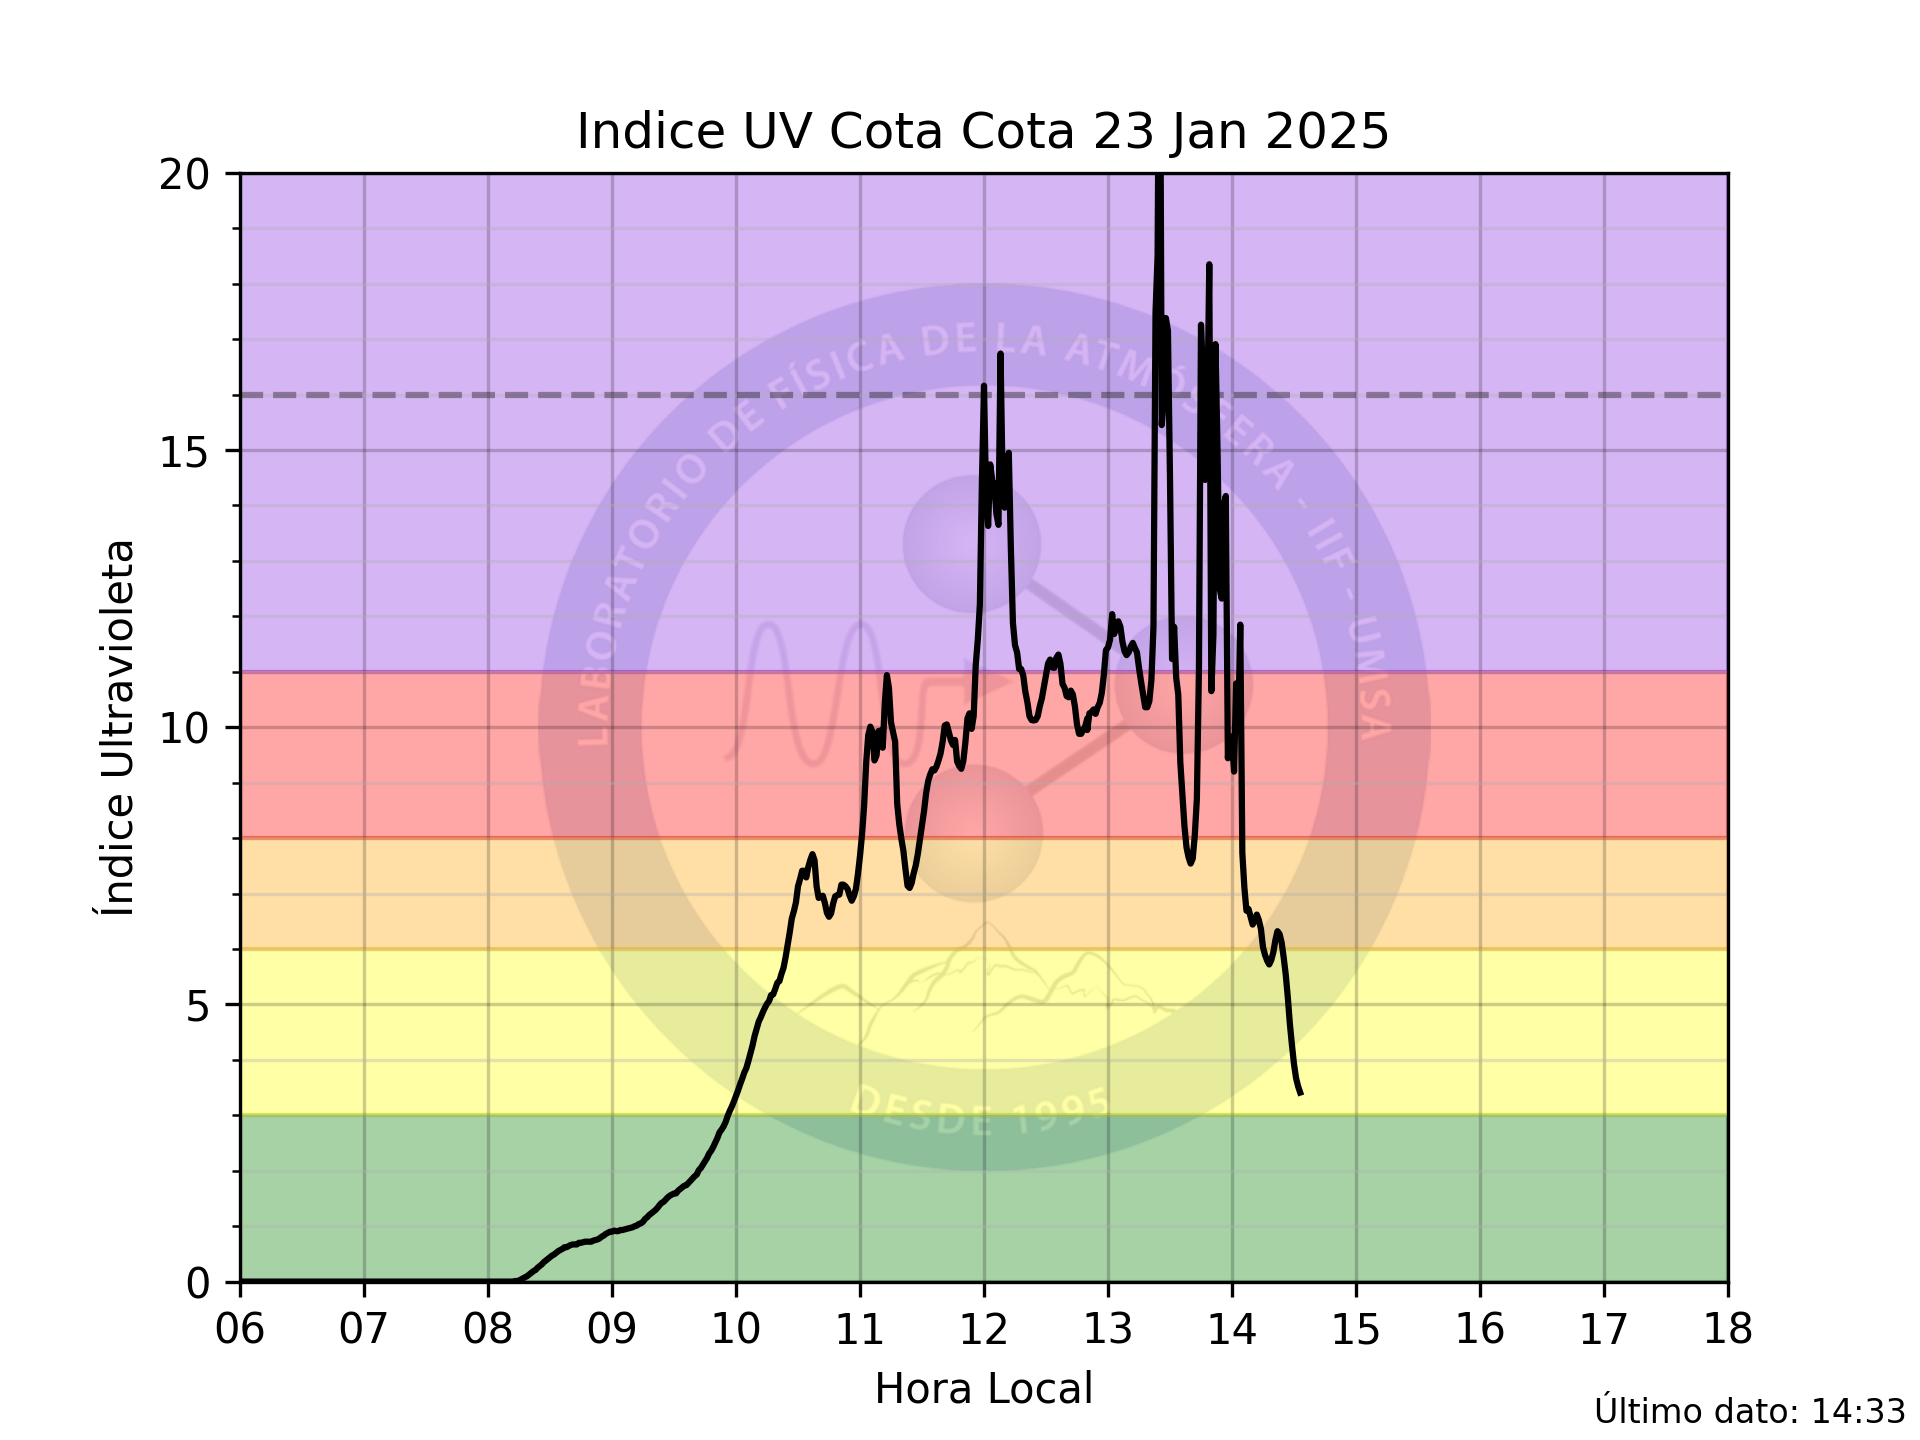 Indice UV Cota Cota 23 Jan 2025
20
15
10
5
0
Índice Ultravioleta
LABORATORIO DE FÍSICA DE LA ATMÓSFERA - IIF - UMSA
DESDE 1995
06 07 08 09 10 11 12 13 14 15 16 17 18
Hora Local
Último dato: 14:33